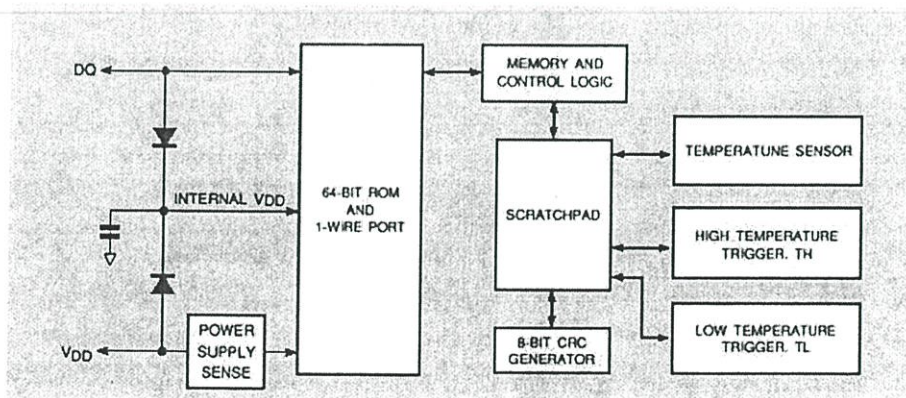 DQ
INTERNAL VDD
VDD
POWER
SUPPLY
SENSE
64-BIT ROM
AND
1-WIRE PORT
MEMORY AND
CONTROL LOGIC
SCRATCHPAD
8-BIT CRC
GENERATOR
TEMPERATUNE SENSOR
HIGH TEMPERATURE
TRIGGER. TH
LOW TEMPERATURE
TRIGGER. TL